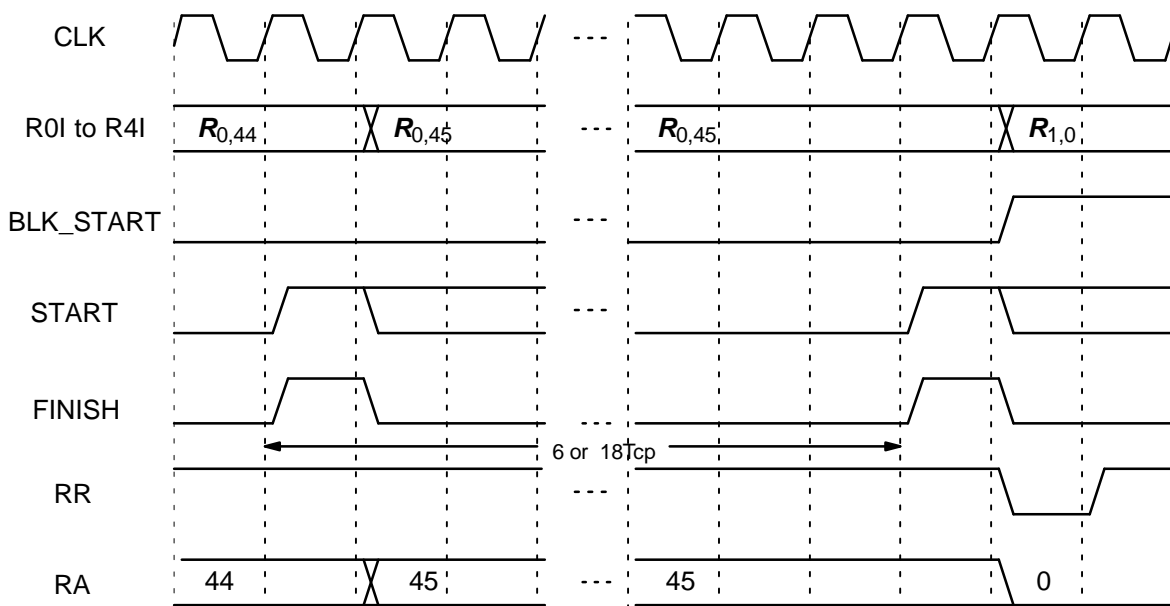 CLK
R0I to R4I R0,44 R0,45 R0,45 R1,0
BLK_START
START
FINISH
6 or 18Tcp
RR
RA 44 45 45 0